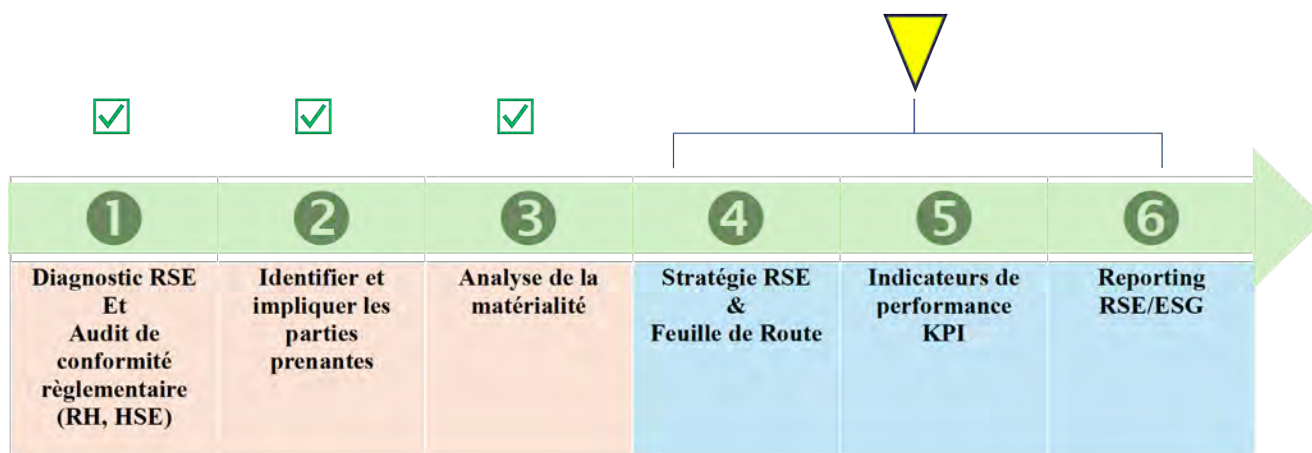 1 2 3 4 5 6
Diagnostic RSE
Et
Audit de
conformité
règlementaire
(RH, HSE)
Identifier et
impliquer les
parties
prenantes
Analyse de la
matérialité
Stratégie RSE
&
Feuille de Route
Indicateurs de
performance
KPI
Reporting
RSE/ESG